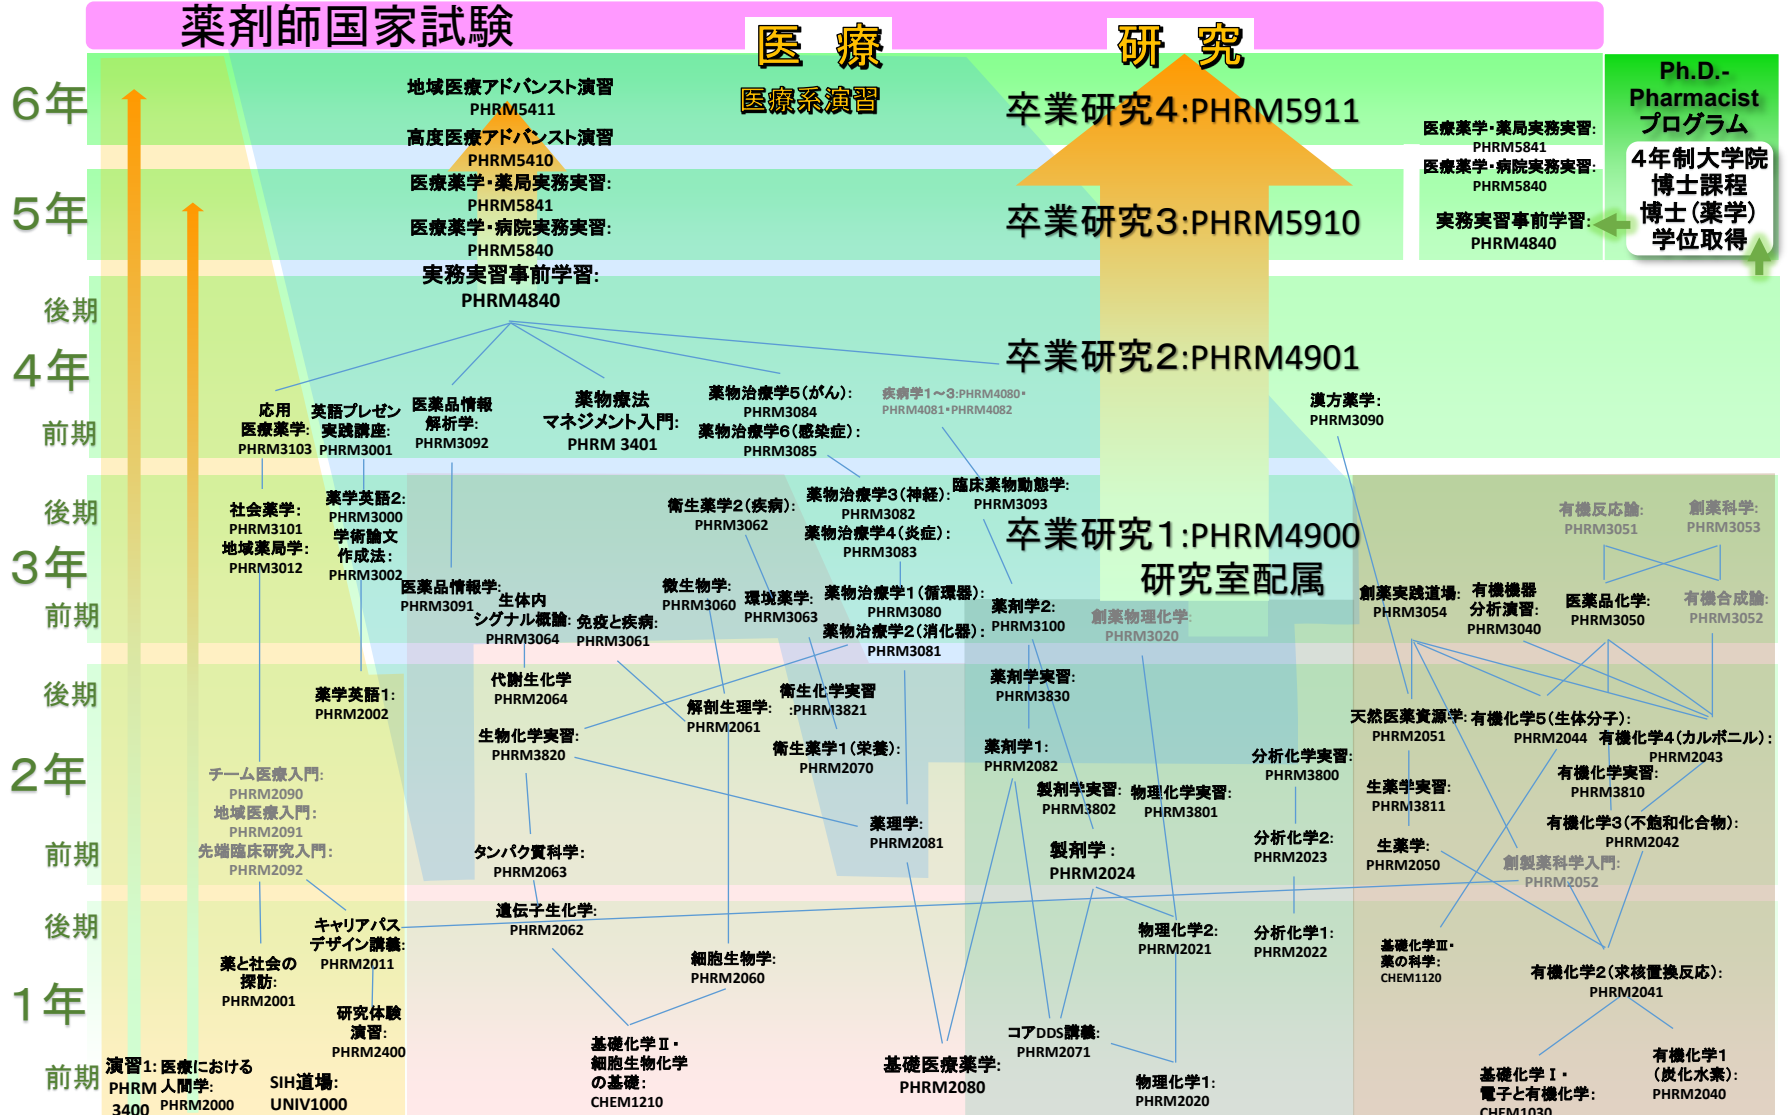 薬剤師国家試験
医 療
研 究
6年
地域医療アドバンスト演習
PHRM5411
高度医療アドバンスト演習
PHRM5410
医療系演習
卒業研究4:PHRM5911
医療薬学・薬局実務実習:
PHRM5841
医療薬学・病院実務実習:
PHRM5840
実務実習事前学習:
PHRM4840
Ph.D.-
Pharmacist
プログラム
4年制大学院
博士課程
博士(薬学)
学位取得
5年
医療薬学・薬局実務実習:
PHRM5841
医療薬学・病院実務実習:
PHRM5840
卒業研究3:PHRM5910
実務実習事前学習:
PHRM4840
後期
4年
前期
卒業研究2:PHRM4901
応用
医療薬学:
PHRM3103
英語プレゼン
実践講座:
PHRM3001
医薬品情報
解析学:
PHRM3092
薬物療法
マネジメント入門:
PHRM 3401
薬物治療学5(がん):
PHRM3084
薬物治療学6(感染症):
PHRM3085
疾病学1~3:PHRM4080・
PHRM4081・PHRM4082
漢方薬学:
PHRM3090
後期
3年
前期
社会薬学:
PHRM3101
地域薬局学:
PHRM3012
薬学英語2:
PHRM3000
学術論文
作成法:
PHRM3002
衛生薬学2(疾病):
PHRM3062
薬物治療学3(神経):
PHRM3082
薬物治療学4(炎症):
PHRM3083
臨床薬物動態学:
PHRM3093
卒業研究1:PHRM4900
研究室配属
有機反応論:
PHRM3051
創薬科学:
PHRM3053
医薬品情報学:
PHRM3091
生体内
シグナル概論:
PHRM3064
免疫と疾病:
PHRM3061
微生物学:
PHRM3060
環境薬学:
PHRM3063
薬物治療学1(循環器):
PHRM3080
薬物治療学2(消化器):
PHRM3081
薬剤学2:
PHRM3100
創薬物理化学:
PHRM3020
創薬実践道場:
PHRM3054
有機機器
分析演習:
PHRM3040
医薬品化学:
PHRM3050
有機合成論:
PHRM3052
後期
2年
前期
薬学英語1:
PHRM2002
代謝生化学
PHRM2064
生物化学実習:
PHRM3820
解剖生理学:
PHRM2061
衛生化学実習
:PHRM3821
衛生薬学1(栄養):
PHRM2070
薬剤学実習:
PHRM3830
薬剤学1:
PHRM2082
製剤学実習:
PHRM3802
物理化学実習:
PHRM3801
分析化学実習:
PHRM3800
天然医薬資源学:
PHRM2051
有機化学5(生体分子):
PHRM2044
有機化学4(カルボニル):
PHRM2043
生薬学実習:
PHRM3811
有機化学実習:
PHRM3810
チーム医療入門:
PHRM2090
地域医療入門:
PHRM2091
先端臨床研究入門:
PHRM2092
タンパク質科学:
PHRM2063
薬理学:
PHRM2081
製剤学:
PHRM2024
分析化学2:
PHRM2023
生薬学:
PHRM2050
有機化学3(不飽和化合物):
PHRM2042
創製薬科学入門:
PHRM2052
後期
1年
前期
キャリアパス
デザイン講義:
PHRM2011
薬と社会の
探訪:
PHRM2001
研究体験
演習:
PHRM2400
遺伝子生化学:
PHRM2062
細胞生物学:
PHRM2060
物理化学2:
PHRM2021
分析化学1:
PHRM2022
基礎化学Ⅲ・
薬の科学:
CHEM1120
有機化学2(求核置換反応):
PHRM2041
演習1:
PHRM
3400
医療における
人間学:
PHRM2000
SIH道場:
UNIV1000
基礎化学Ⅱ・
細胞生物化学
の基礎:
CHEM1210
基礎医療薬学:
PHRM2080
コアDDS講義:
PHRM2071
物理化学1:
PHRM2020
基礎化学Ⅰ・
電子と有機化学:
CHEM1030
有機化学1
(炭化水素):
PHRM2040